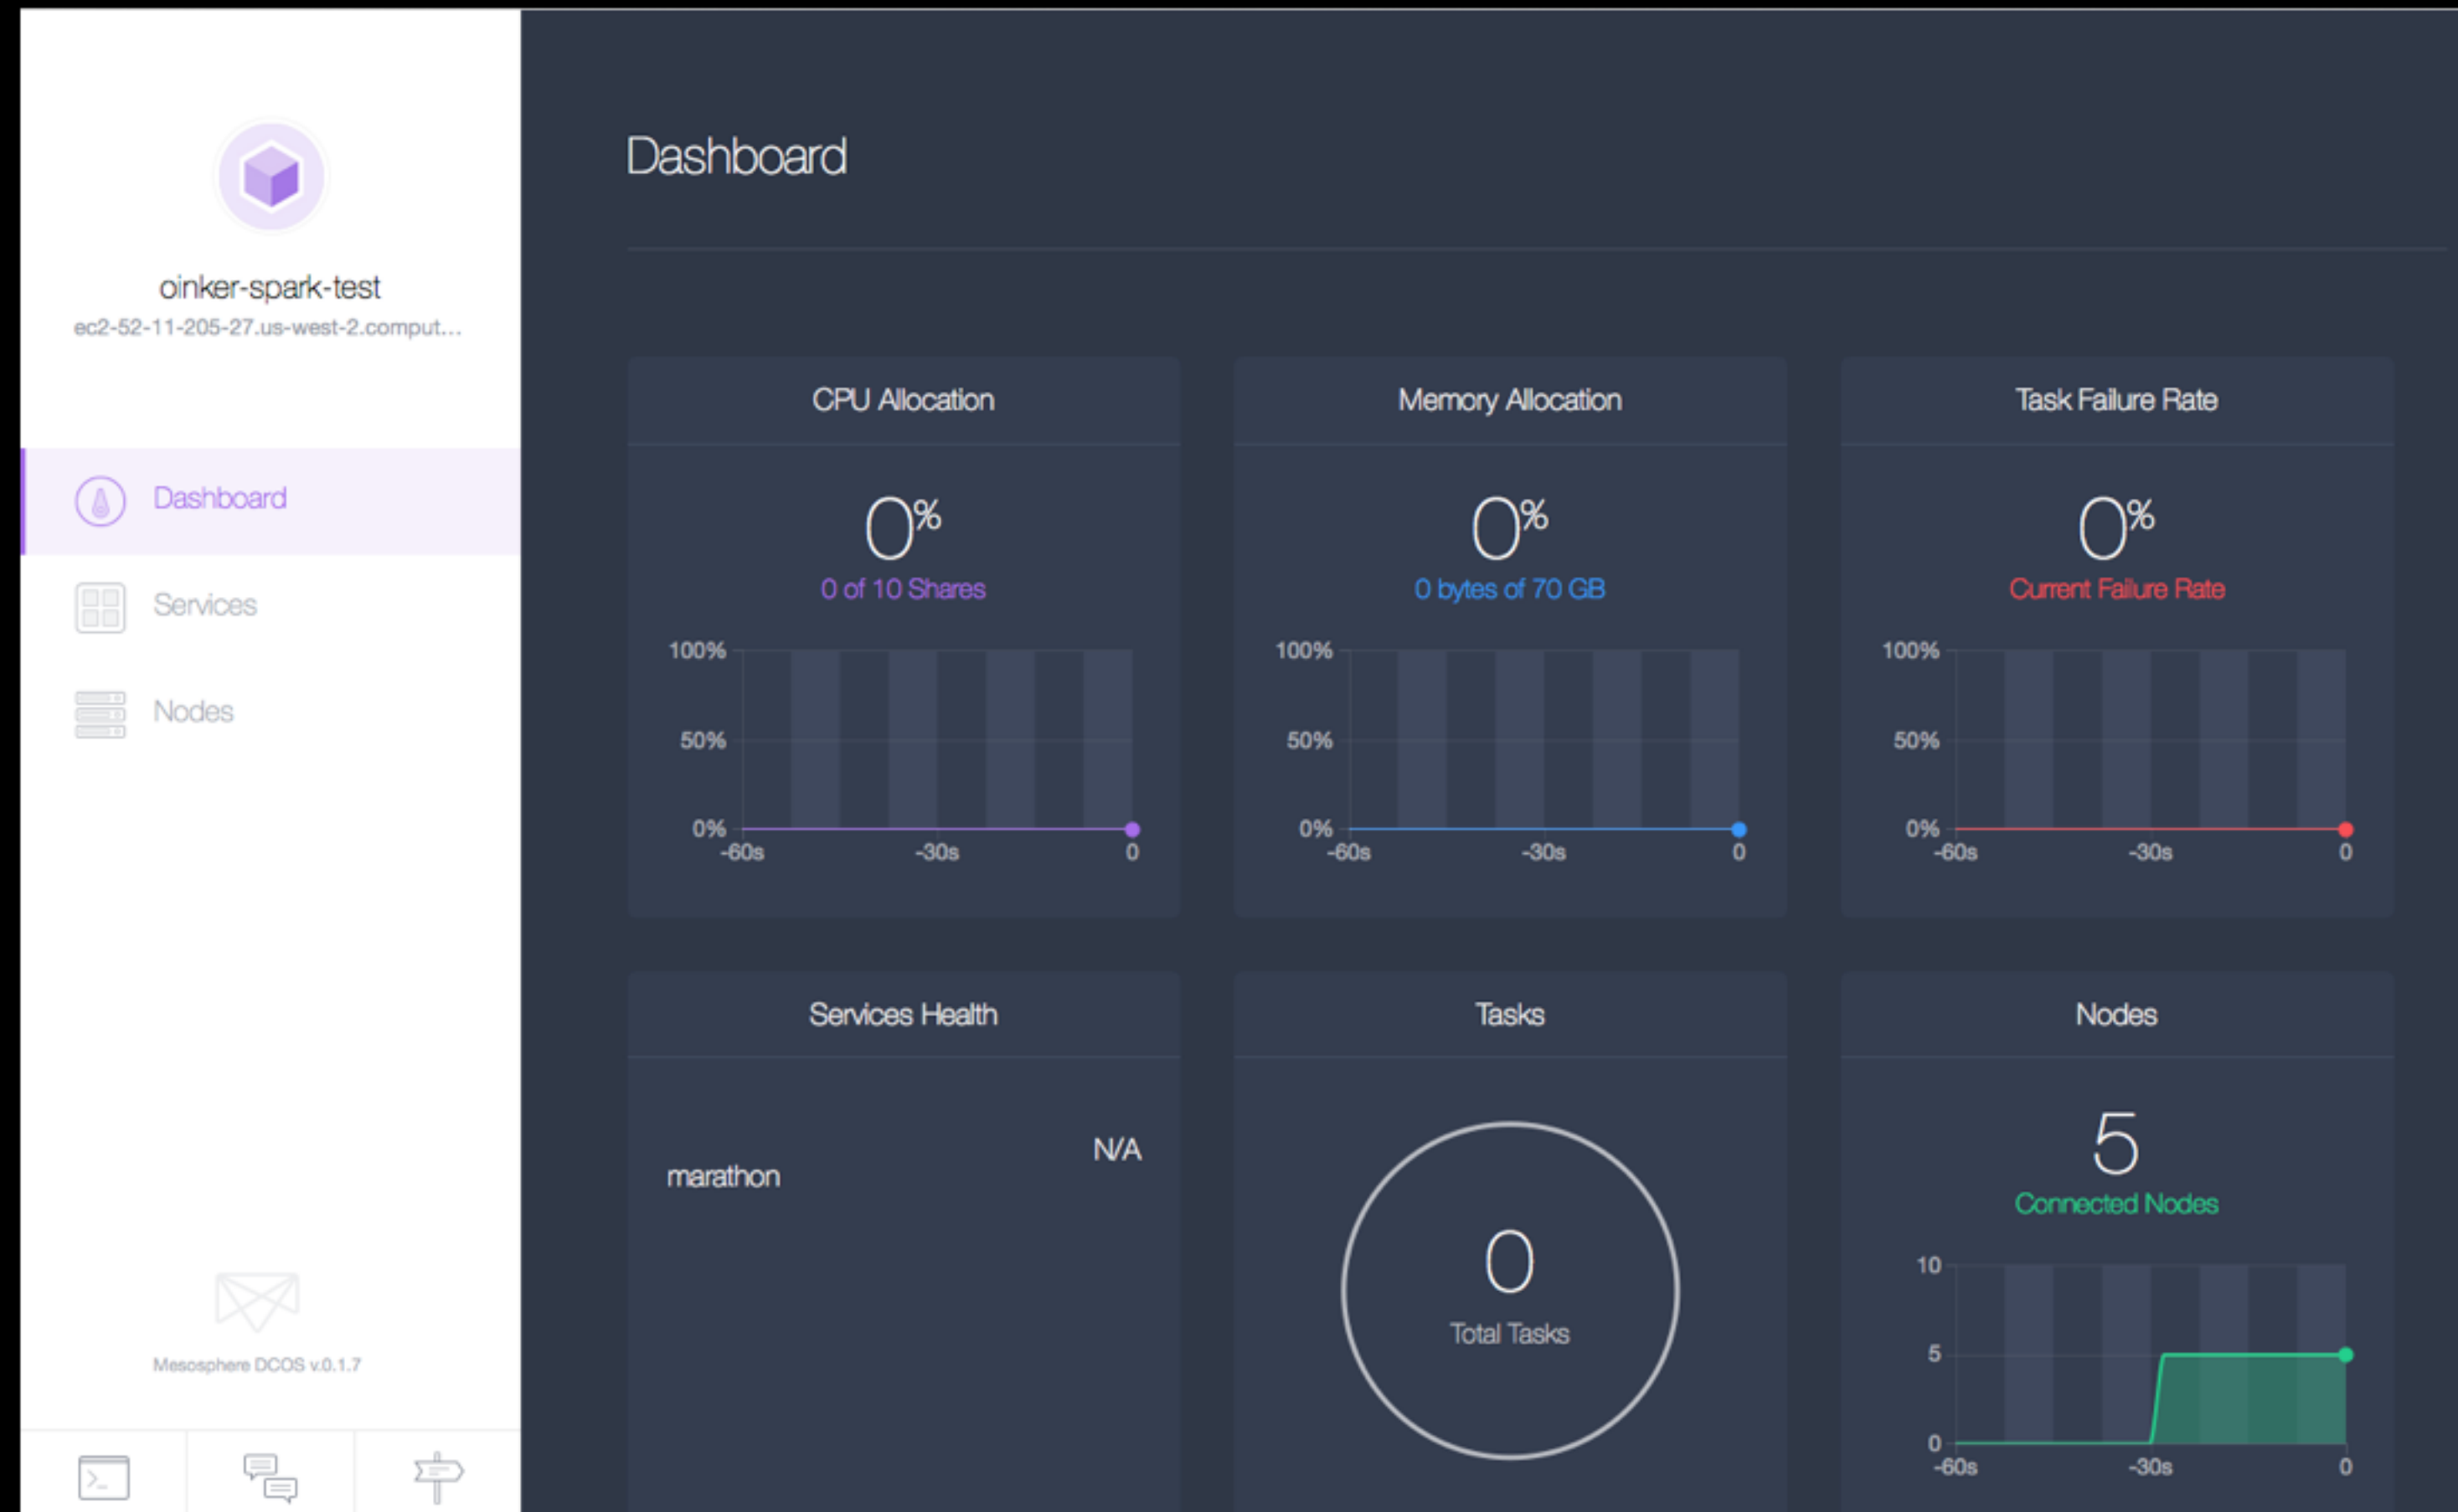 oinker-spark-test
ec2-52-11-205-27.us-west-2.comput...
Dashboard
Services
Nodes
Mesosphere DCOS v.0.1.7
>_
Dashboard
CPU Allocation
0%
0 of 10 Shares
100%
50%
0%
-60s -30s 0
Memory Allocation
0%
0 bytes of 70 GB
100%
50%
0%
-60s -30s 0
Task Failure Rate
0%
Current Failure Rate
100%
50%
0%
-60s -30s 0
Services Health
N/A
marathon
Tasks
0
Total Tasks
Nodes
5
Connected Nodes
10
5
0
-60s -30s 0